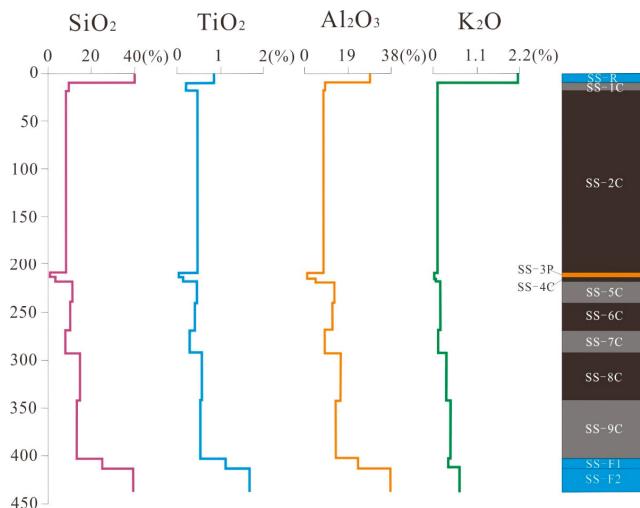 SiO₂ TiO₂ Al₂O₃ K₂O
0 20 40(%) 0 1 2(%) 0 19 38(%) 0 1.1 2.2(%)
0
50
100
150
200
250
300
350
400
450
SS-R
SS-1C
SS-2C
SS-3P
SS-4C
SS-5C
SS-6C
SS-7C
SS-8C
SS-9C
SS-F1
SS-F2